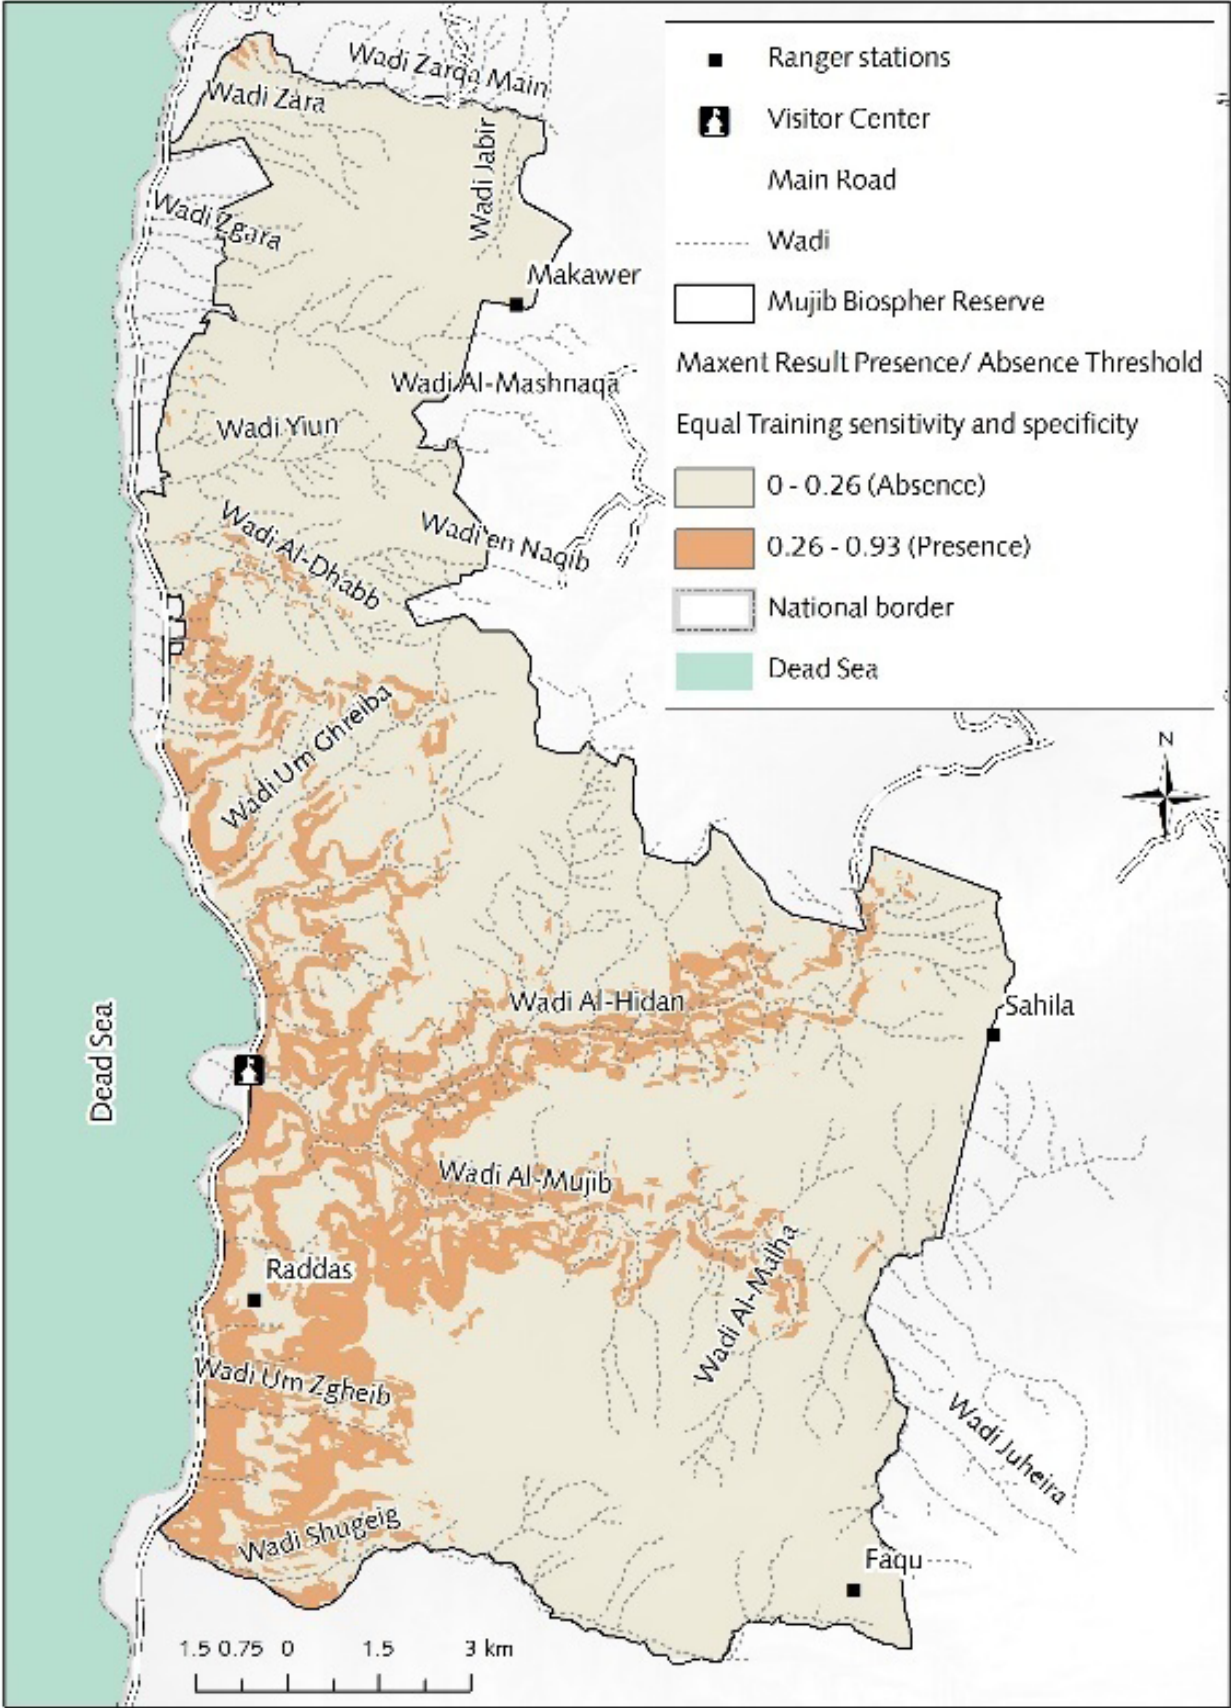 Wadi Zarqa Main
Wadi Zara
Wadi Jabir
Wadi Zgara
Makawer
Wadi Al-Mashnaqa
Wadi Yiun
Wadi Al-Dhabb
Wadi en Naqib
Wadi Um Ghreiba
Wadi Al-Hidan
Sahila
Dead Sea
Wadi Al-Mujib
Raddas
Wadi Al-Malha
Wadi Um Zgheib
Wadi Juheira
Wadi Shugeig
Faqu
1.5 0.75 0 1.5 3 km
Ranger stations
Visitor Center
Main Road
Wadi
Mujib Biospher Reserve
Maxent Result Presence/ Absence Threshold
Equal Training sensitivity and specificity
0 - 0.26 (Absence)
0.26 - 0.93 (Presence)
National border
Dead Sea
N